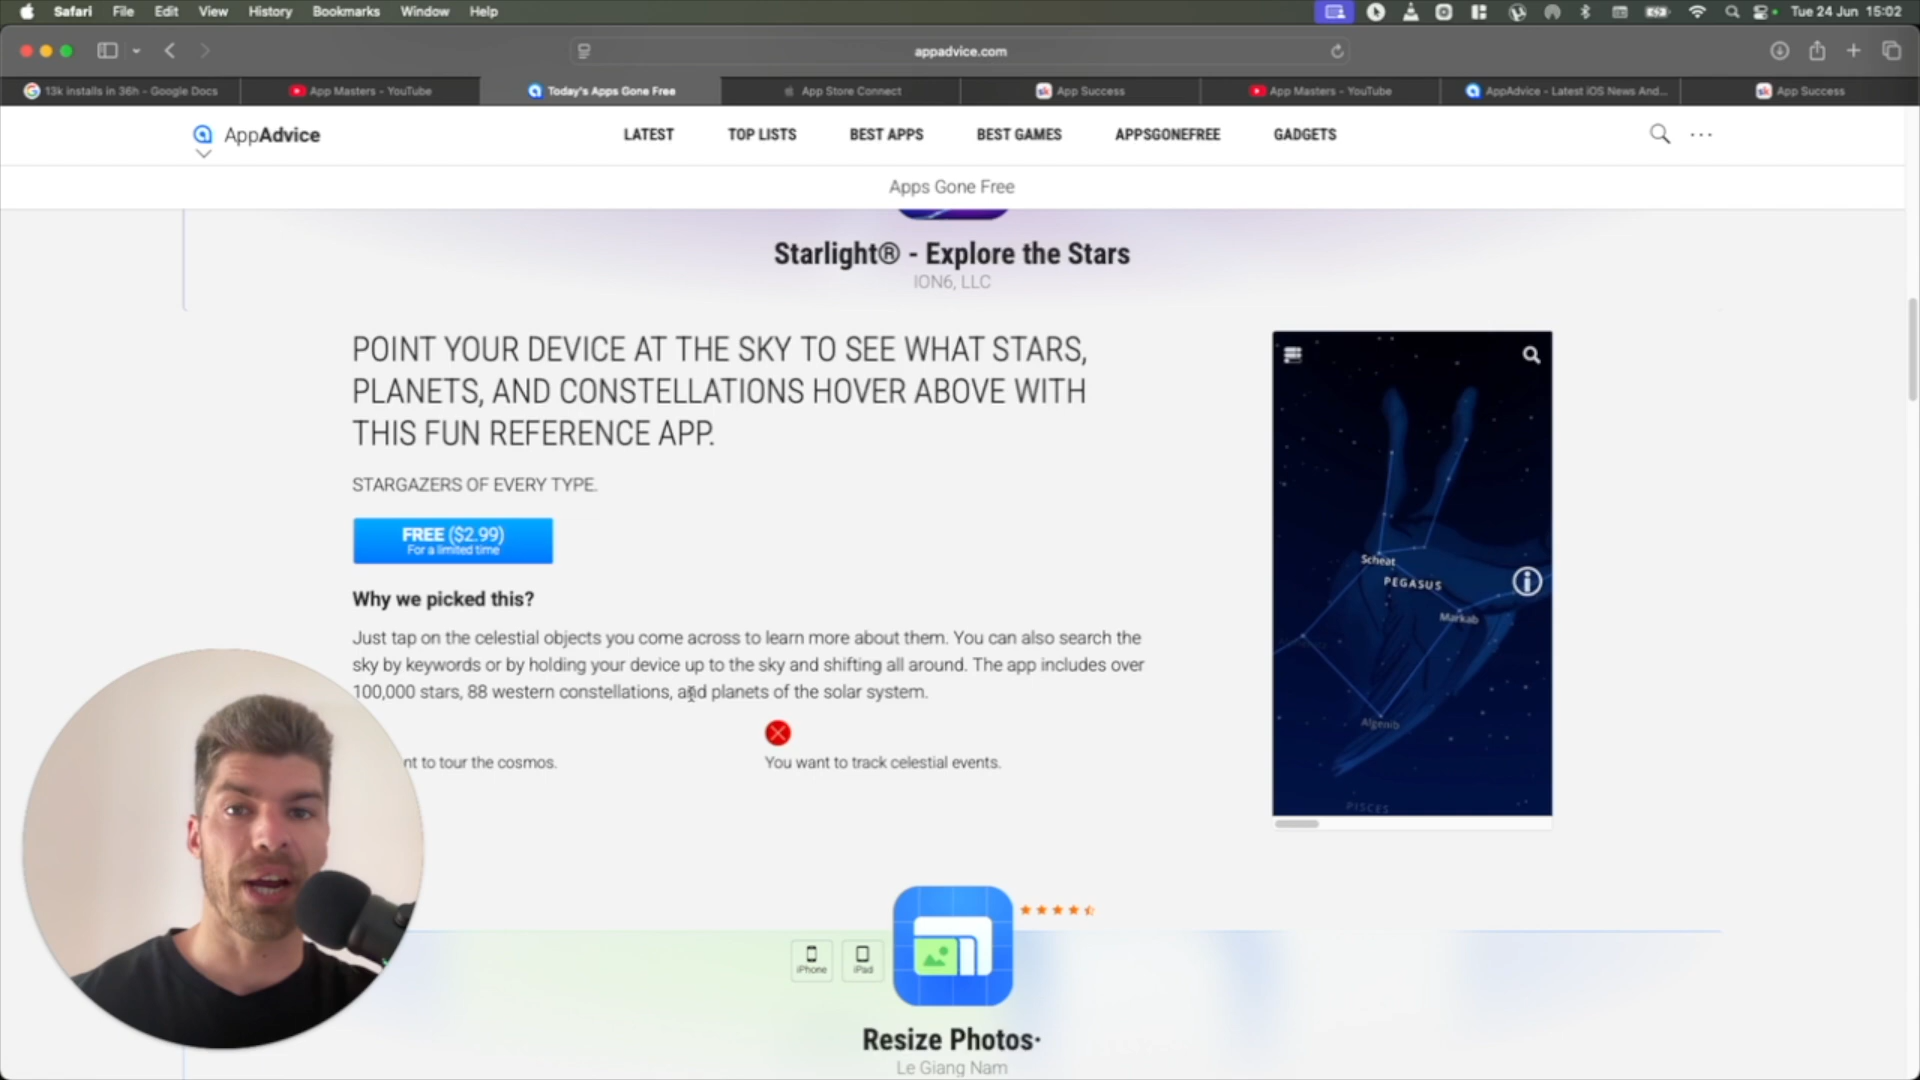 Safari File Edit View History Bookmarks Window Help Tue 24 Jun 15:02
appadvice.com
13k installs in 36h - Google Docs App Masters - YouTube Today's Apps Gone Free App Store Connect App Success App Masters - YouTube AppAdvice - Latest iOS News And... App Success
AppAdvice LATEST TOP LISTS BEST APPS BEST GAMES APPSGONEFREE GADGETS
Apps Gone Free
Starlight® - Explore the Stars
ION6, LLC
POINT YOUR DEVICE AT THE SKY TO SEE WHAT STARS,
PLANETS, AND CONSTELLATIONS HOVER ABOVE WITH
THIS FUN REFERENCE APP.
STARGAZERS OF EVERY TYPE.
FREE ($2.99)
For a limited time
Why we picked this?
Just tap on the celestial objects you come across to learn more about them. You can also search the
sky by keywords or by holding your device up to the sky and shifting all around. The app includes over
100,000 stars, 88 western constellations, and planets of the solar system.
nt to tour the cosmos.
You want to track celestial events.
Scheat
PEGASUS
Markab
Algenib
PISCES
iPhone iPad
Resize Photos·
Le Giang Nam